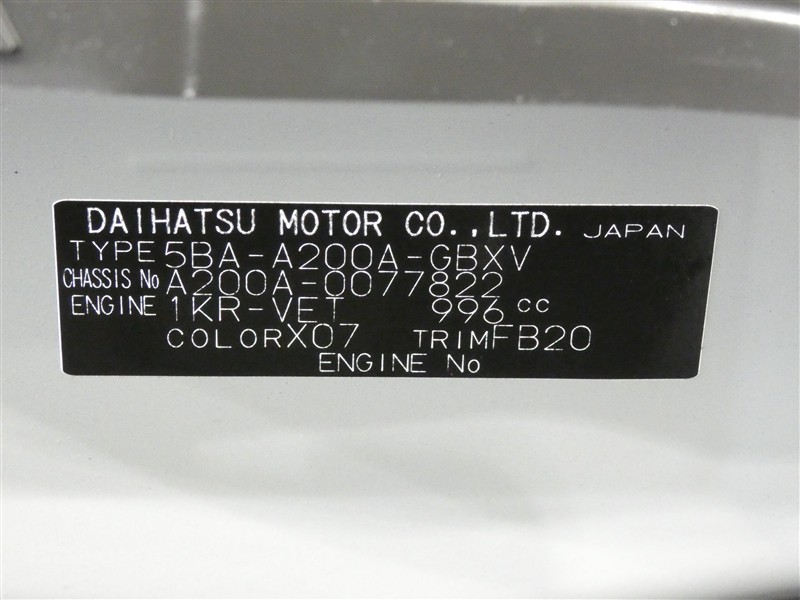 DAIHATSU MOTOR CO.,LTD. JAPAN
TYPE 5BA-A200A-GBXV
CHASSIS No A200A-0077822
ENGINE 1KR-VET 996 cc
COLOR X07 TRIM FB20
ENGINE No